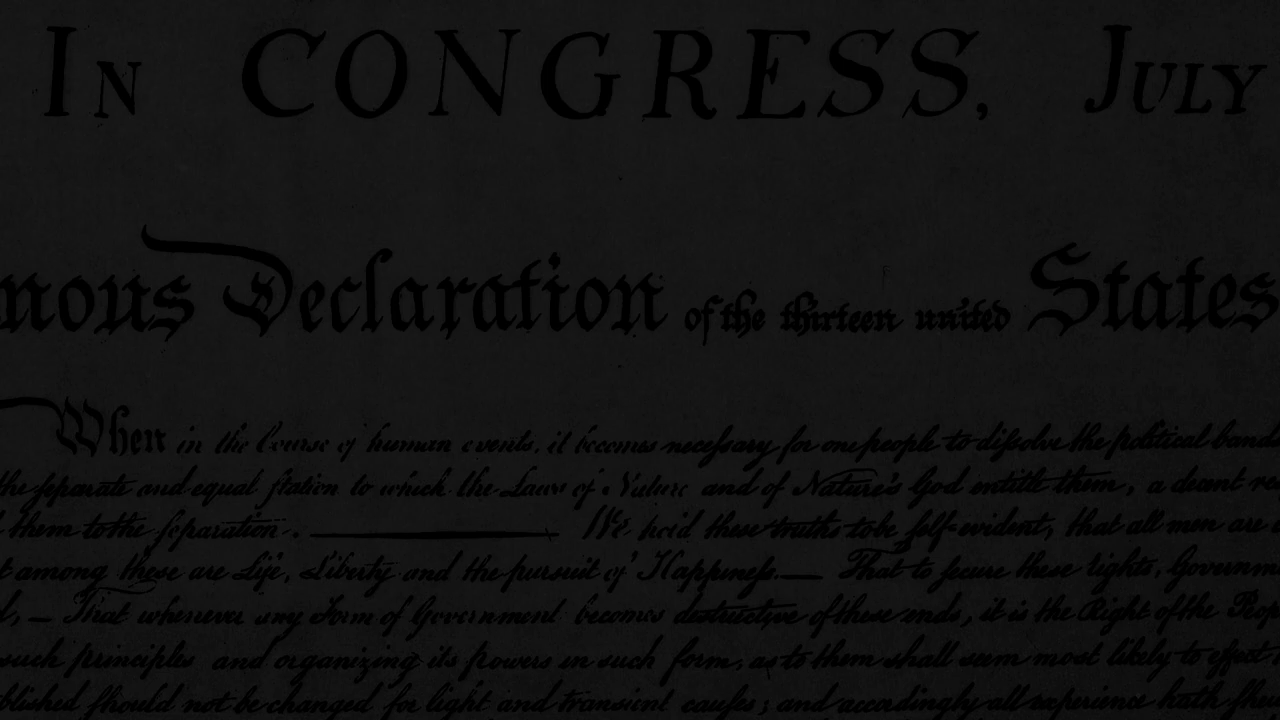 In CONGRESS, July
mous Declaration of the thirteen united States
When in the Course of human events, it becomes necessary for one people to dissolve the political bands
the separate and equal station to which the Laws of Nature and of Nature's God entitle them, a decent re
them to the separation. We hold these truths to be self-evident, that all men are
t among these are Life, Liberty and the pursuit of Happiness.— That to secure these rights, Governm
d, — That whenever any Form of Government becomes destructive of these ends, it is the Right of the Peop
such principles and organizing its powers in such form, as to them shall seem most likely to effect
blished should not be changed for light and transient causes; and accordingly all experience hath shew